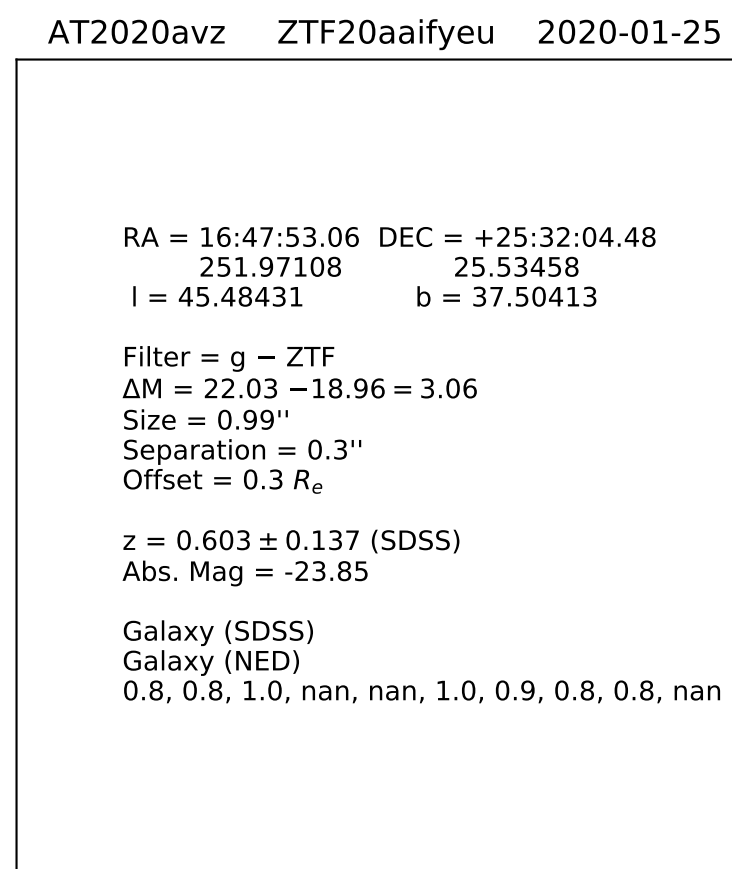 AT2020avz ZTF20aaifyeu 2020-01-25
RA = 16:47:53.06 DEC = +25:32:04.48
251.97108 25.53458
l = 45.48431 b = 37.50413
Filter = g − ZTF
ΔM = 22.03 −18.96 = 3.06
Size = 0.99''
Separation = 0.3''
Offset = 0.3 Rₑ
z = 0.603 ± 0.137 (SDSS)
Abs. Mag = -23.85
Galaxy (SDSS)
Galaxy (NED)
0.8, 0.8, 1.0, nan, nan, 1.0, 0.9, 0.8, 0.8, nan